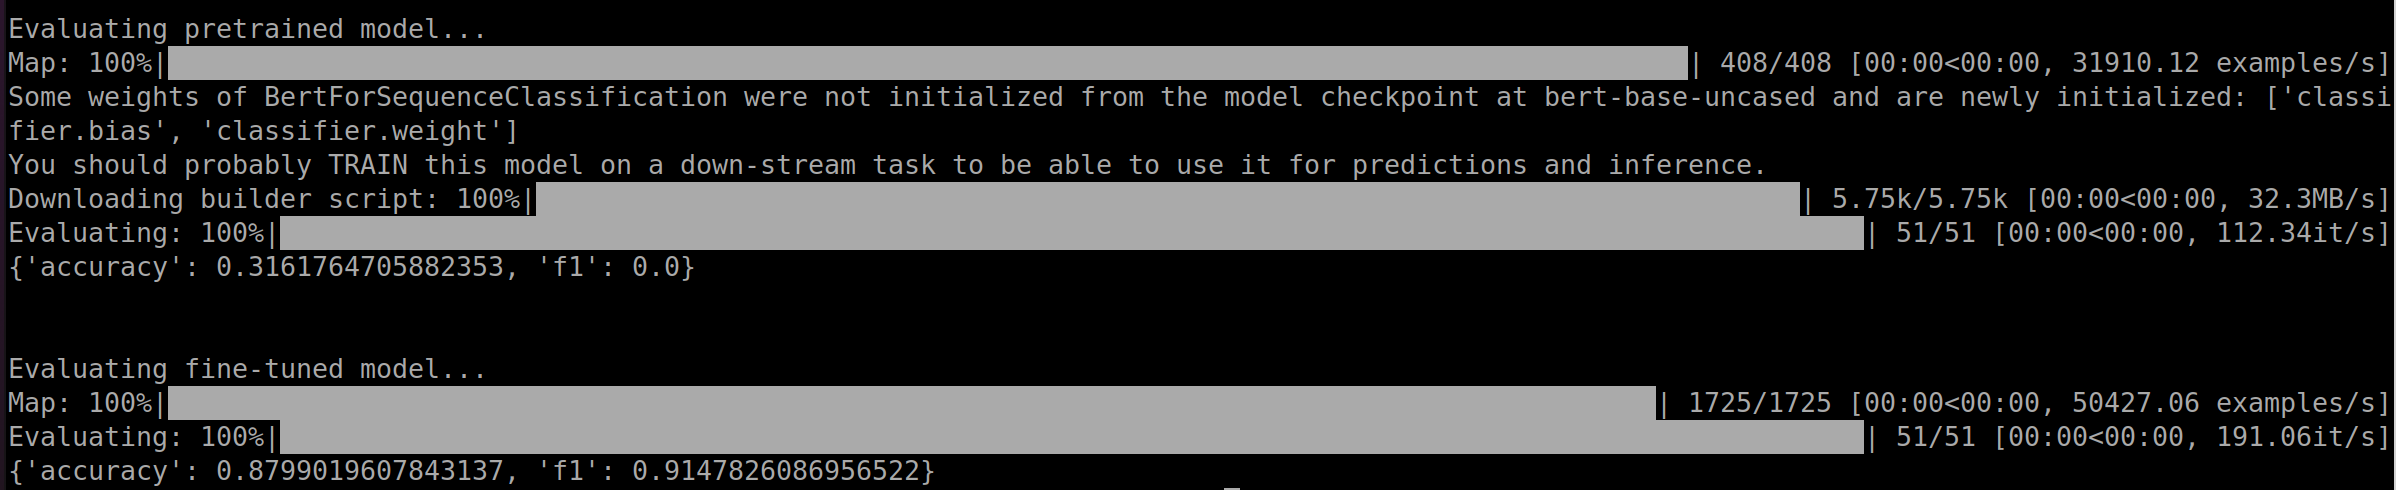 Evaluating pretrained model...
Map: 100%|██████████| 408/408 [00:00<00:00, 31910.12 examples/s]
Some weights of BertForSequenceClassification were not initialized from the model checkpoint at bert-base-uncased and are newly initialized: ['classi
fier.bias', 'classifier.weight']
You should probably TRAIN this model on a down-stream task to be able to use it for predictions and inference.
Downloading builder script: 100%|██████████| 5.75k/5.75k [00:00<00:00, 32.3MB/s]
Evaluating: 100%|██████████| 51/51 [00:00<00:00, 112.34it/s]
{'accuracy': 0.3161764705882353, 'f1': 0.0}
Evaluating fine-tuned model...
Map: 100%|██████████| 1725/1725 [00:00<00:00, 50427.06 examples/s]
Evaluating: 100%|██████████| 51/51 [00:00<00:00, 191.06it/s]
{'accuracy': 0.8799019607843137, 'f1': 0.9147826086956522}